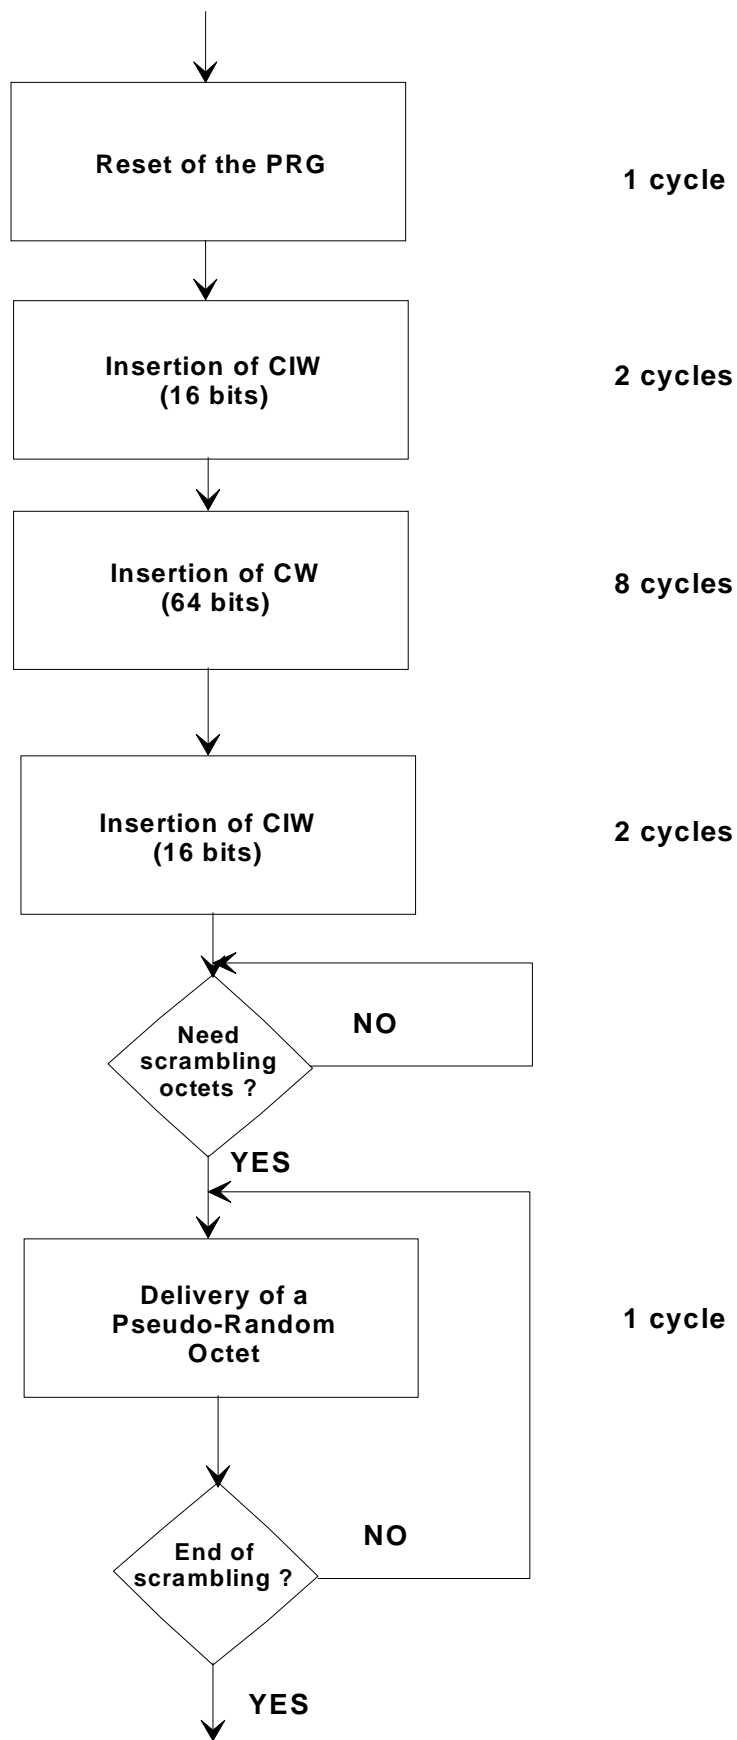 Reset of the PRG
1 cycle
Insertion of CIW
(16 bits)
2 cycles
Insertion of CW
(64 bits)
8 cycles
Insertion of CIW
(16 bits)
2 cycles
Need
scrambling
octets ?
NO
YES
Delivery of a
Pseudo-Random
Octet
1 cycle
End of
scrambling ?
NO
YES